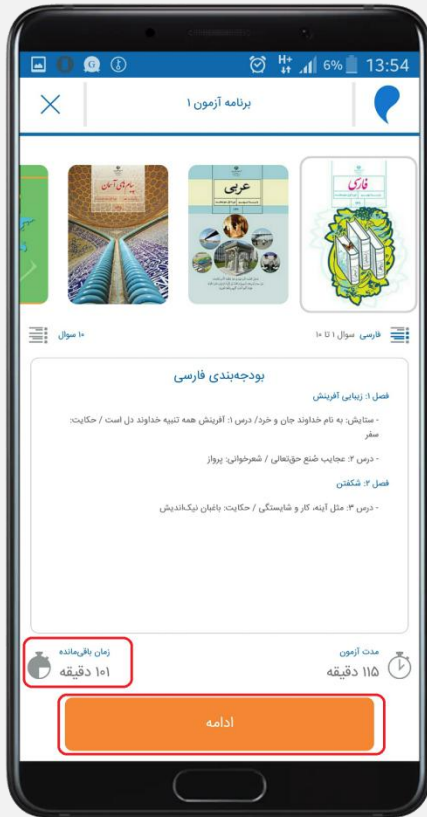 H+ 6% 13:54
برنامه آزمون ۱
فارسی
عربی
پیام‌های آسمان
فارسی سوال ۱ تا ۱۰
۱۰ سوال
بودجه‌بندی فارسی
فصل ۱: زیبایی آفرینش
- ستایش: به نام خداوند جان و خرد/ درس ۱: آفرینش همه تنبیه خداوند دل است / حکایت:
سفر
- درس ۲: عجایب صُنع حق‌تعالی / شعرخوانی: پرواز
فصل ۲: شکفتن
- درس ۳: مثل آینه، کار و شایستگی / حکایت: باغبان نیک‌اندیش
مدت آزمون
۱۱۵ دقیقه
زمان باقی‌مانده
۱۰۱ دقیقه
ادامه